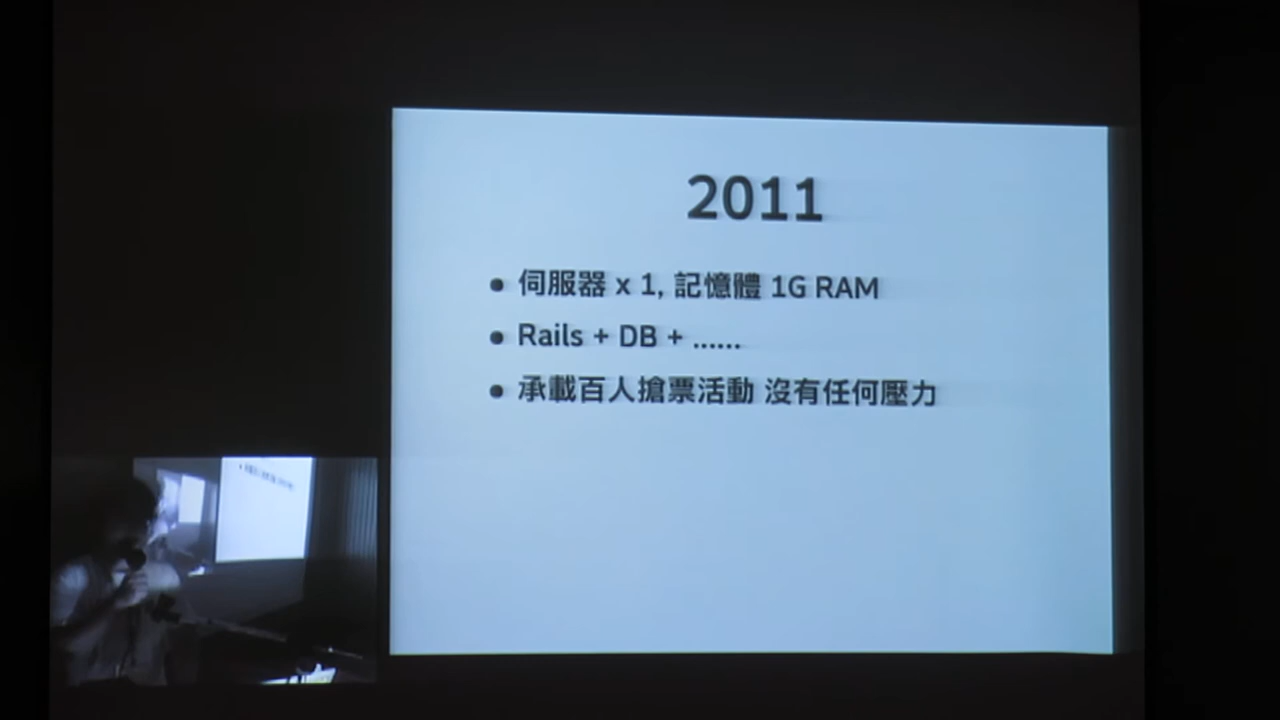 2011
• 伺服器 x 1, 記憶體 1G RAM
• Rails + DB + ......
• 承載百人搶票活動 沒有任何壓力